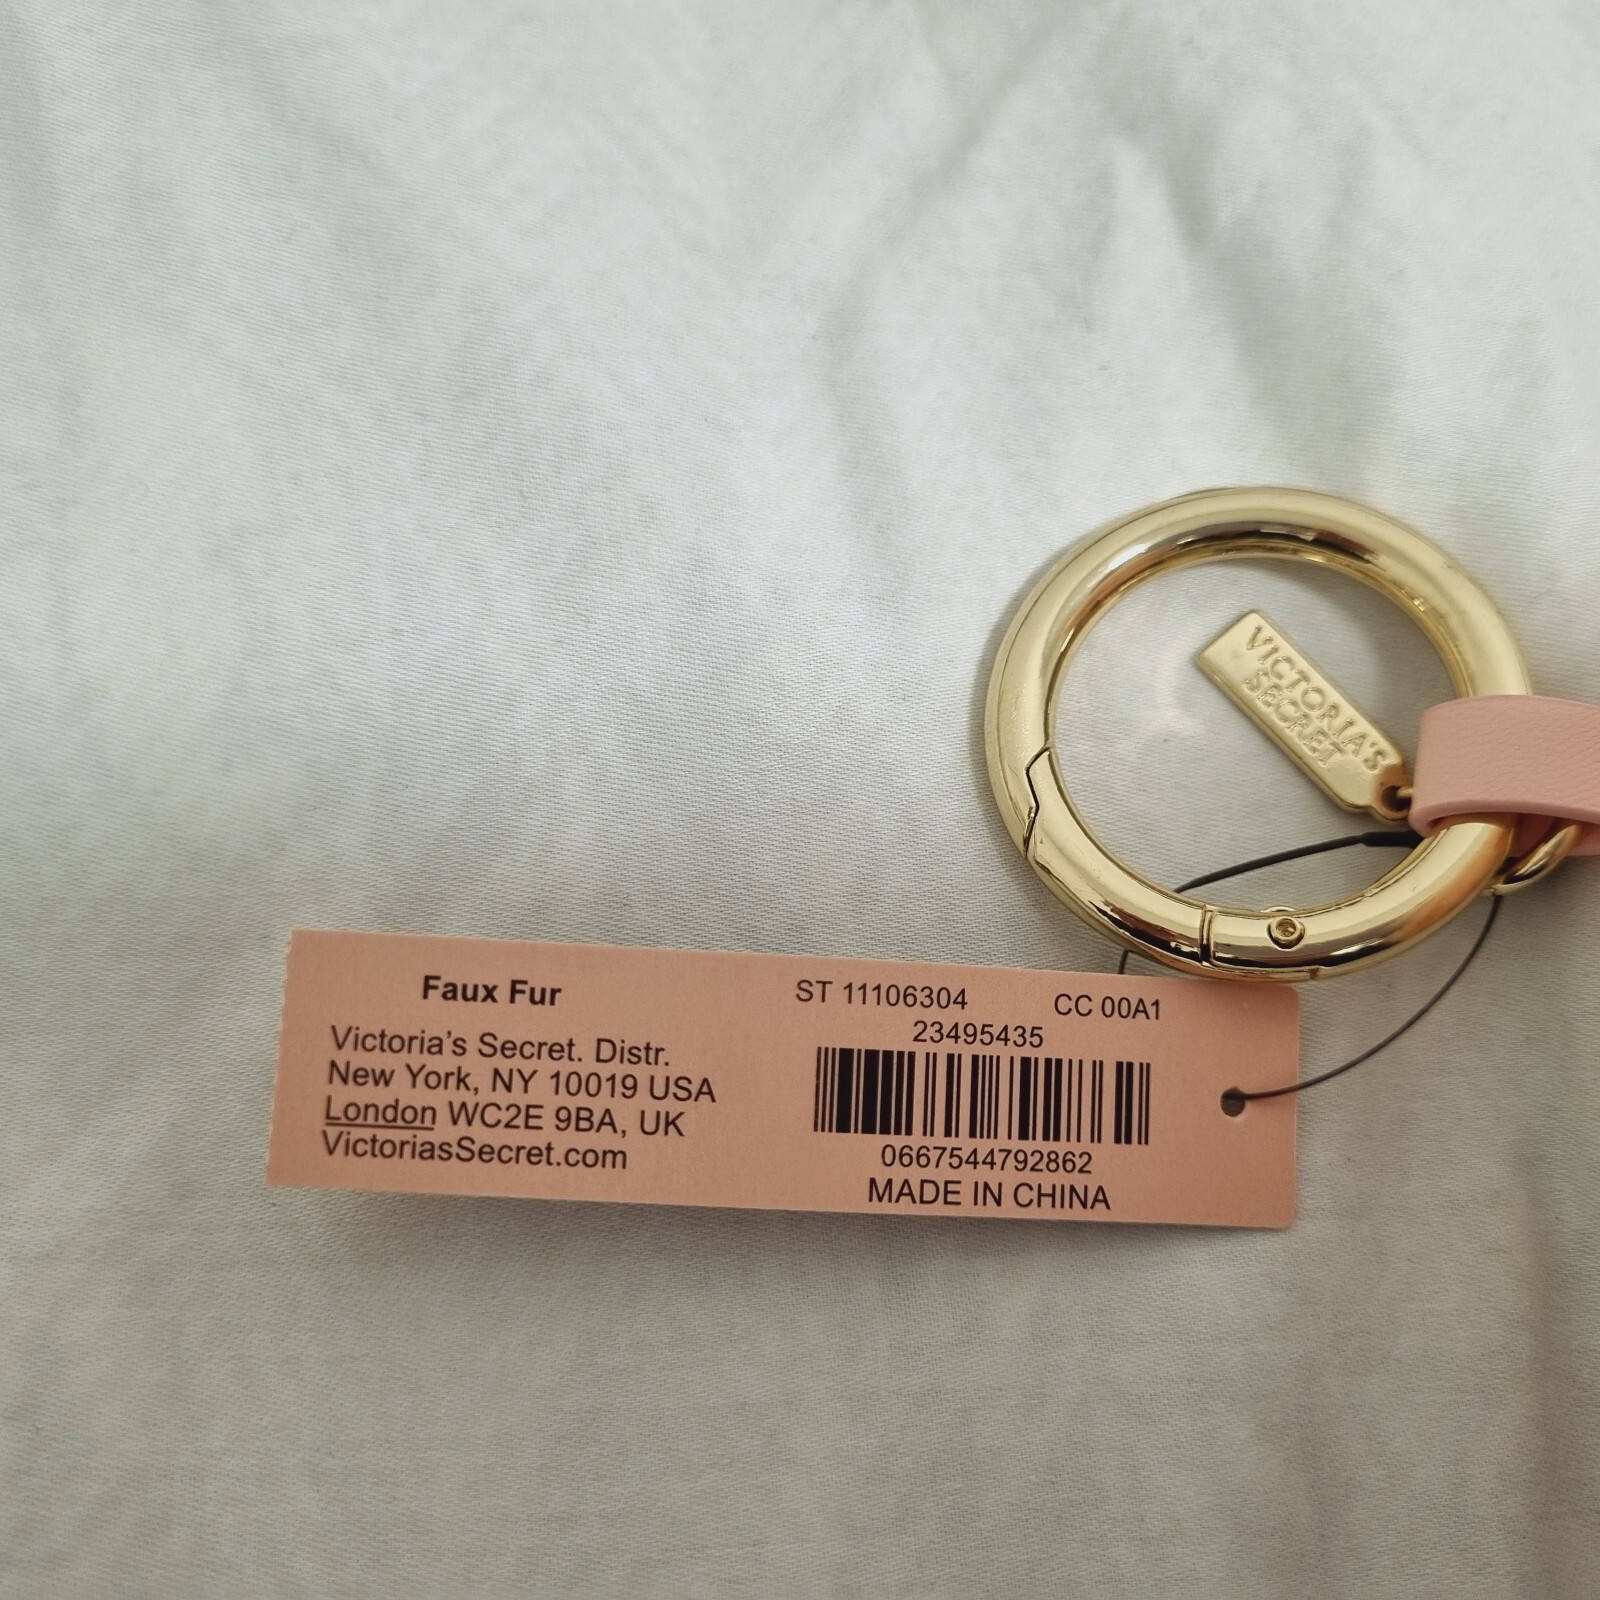 VICTORIA'S
SECRET
Faux Fur
Victoria's Secret. Distr.
New York, NY 10019 USA
London WC2E 9BA, UK
VictoriasSecret.com
ST 11106304 CC 00A1
23495435
0667544792862
MADE IN CHINA